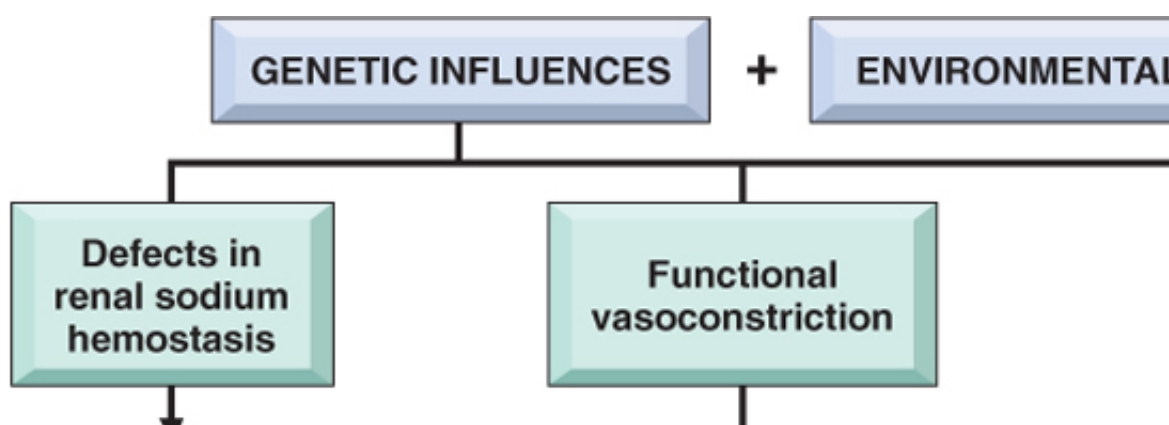 GENETIC INFLUENCES + ENVIRONMENTAL
Defects in
renal sodium
hemostasis
Functional
vasoconstriction